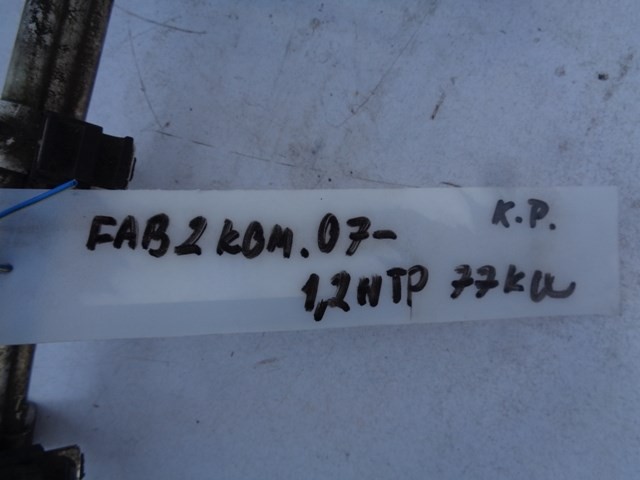 FAB2 KOM. 07-
K.P.
1,2 HTP 77KW